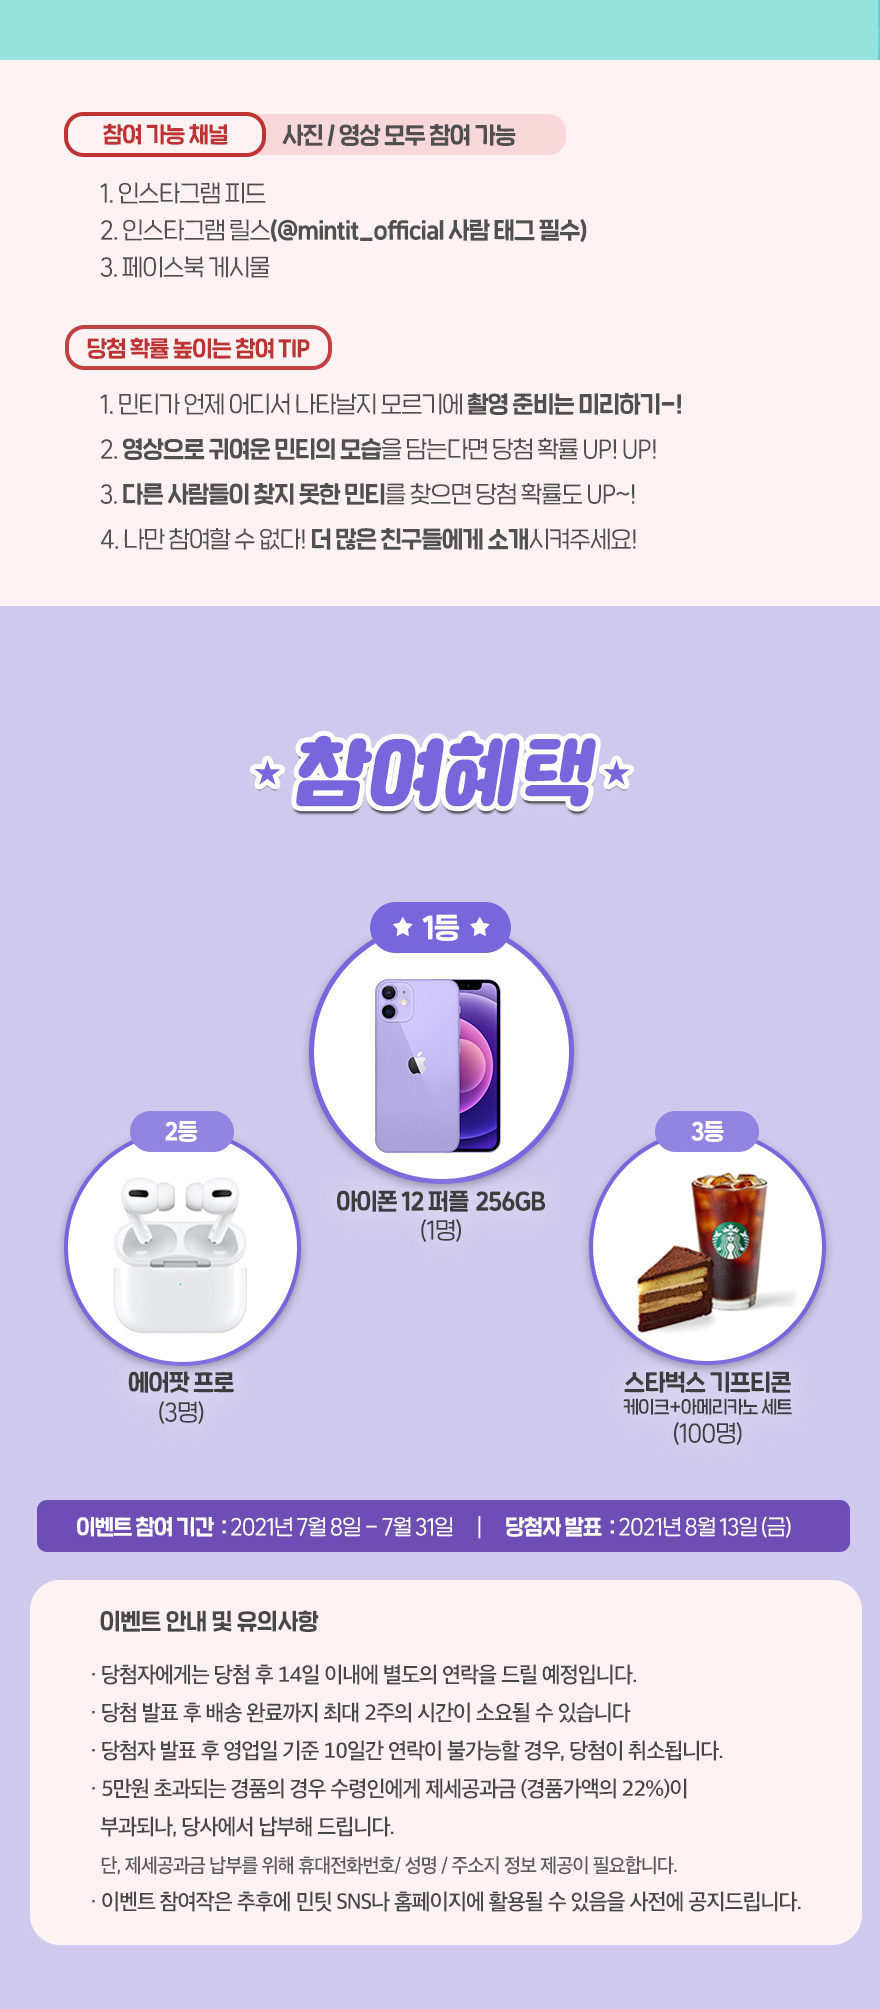 참여 가능 채널
사진 / 영상 모두 참여 가능
1. 인스타그램 피드
2. 인스타그램 릴스(@mintit_official 사람 태그 필수)
3. 페이스북 게시물
당첨 확률 높이는 참여 TIP
1. 민티가 언제 어디서 나타날지 모르기에 촬영 준비는 미리하기-!
2. 영상으로 귀여운 민티의 모습을 담는다면 당첨 확률 UP! UP!
3. 다른 사람들이 찾지 못한 민티를 찾으면 당첨 확률도 UP~!
4. 나만 참여할 수 없다! 더 많은 친구들에게 소개시켜주세요!
참여혜택
1등
아이폰 12 퍼플 256GB
(1명)
2등
에어팟 프로
(3명)
3등
스타벅스 기프티콘
케이크+아메리카노 세트
(100명)
이벤트 참여 기간 : 2021년 7월 8일 - 7월 31일 | 당첨자 발표 : 2021년 8월 13일 (금)
이벤트 안내 및 유의사항
· 당첨자에게는 당첨 후 14일 이내에 별도의 연락을 드릴 예정입니다.
· 당첨 발표 후 배송 완료까지 최대 2주의 시간이 소요될 수 있습니다
· 당첨자 발표 후 영업일 기준 10일간 연락이 불가능할 경우, 당첨이 취소됩니다.
· 5만원 초과되는 경품의 경우 수령인에게 제세공과금 (경품가액의 22%)이
부과되나, 당사에서 납부해 드립니다.
단, 제세공과금 납부를 위해 휴대전화번호/ 성명 / 주소지 정보 제공이 필요합니다.
· 이벤트 참여작은 추후에 민팃 SNS나 홈페이지에 활용될 수 있음을 사전에 공지드립니다.